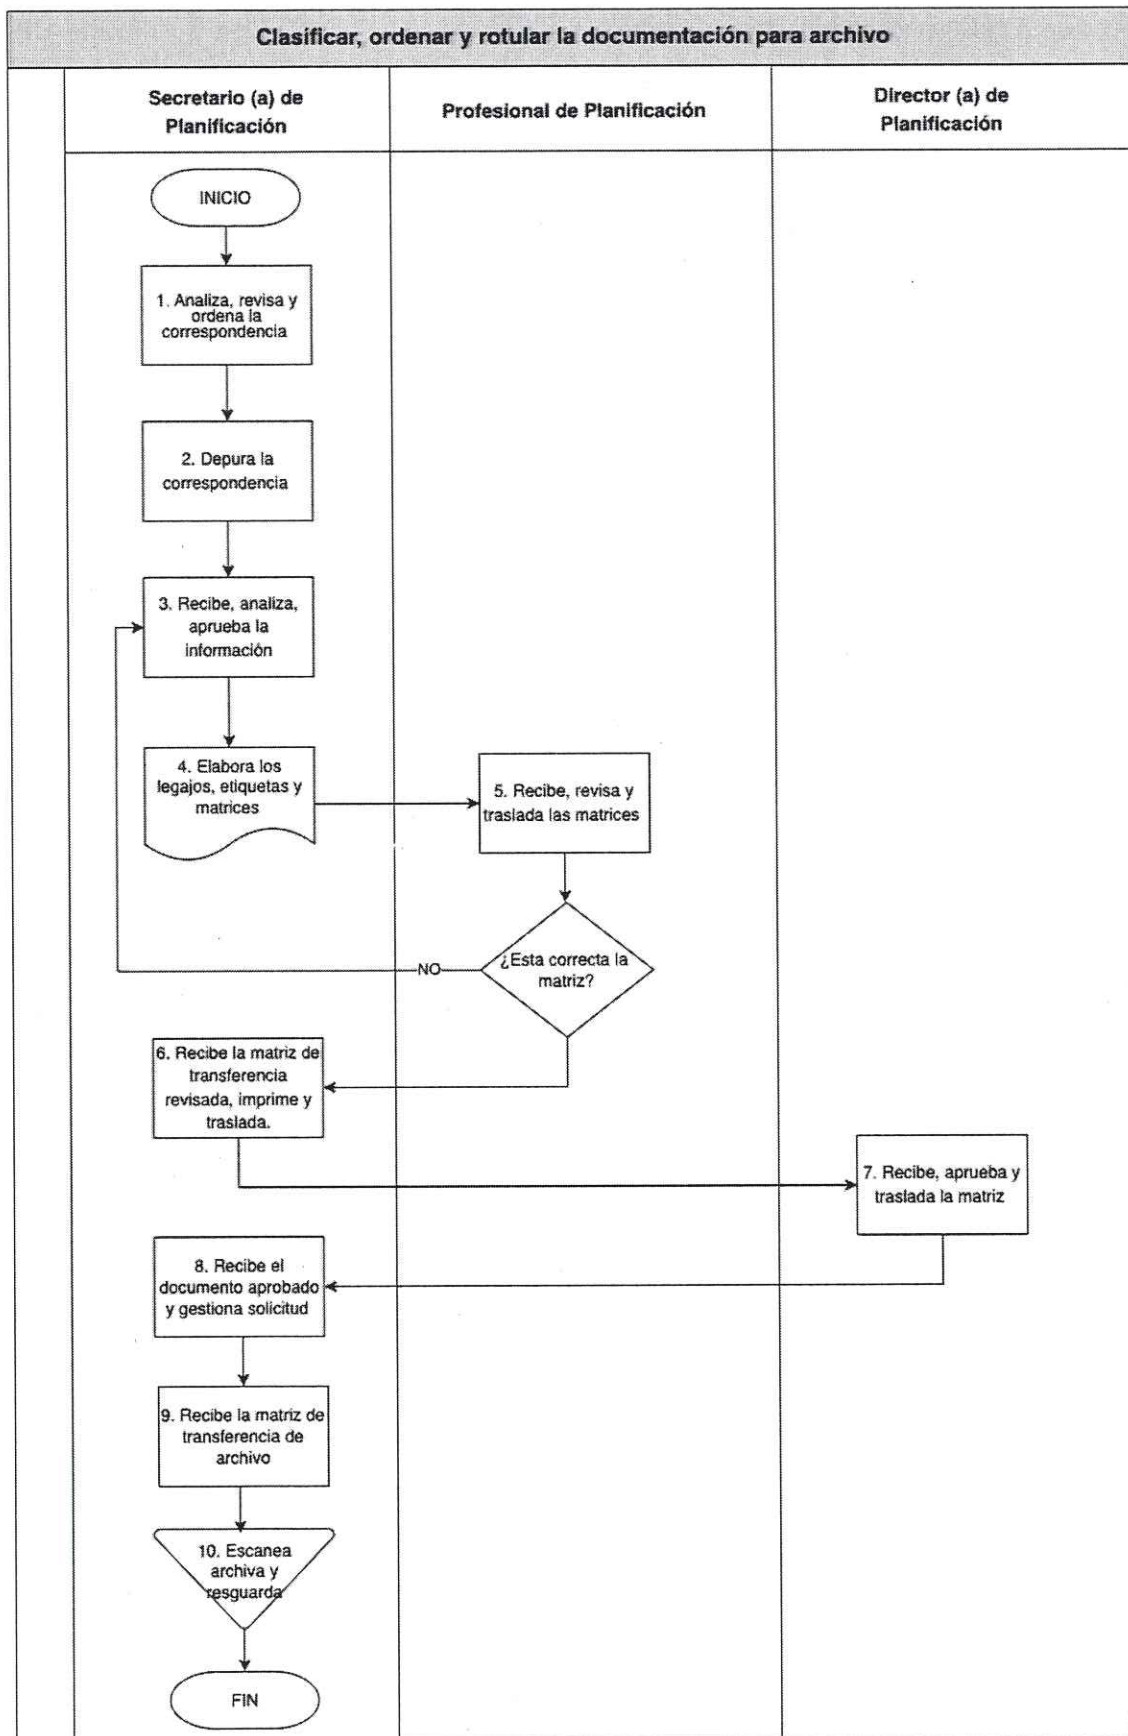 Clasificar, ordenar y rotular la documentación para archivo
Secretario (a) de
Planificación
Profesional de Planificación
Director (a) de
Planificación
INICIO
1. Analiza, revisa y
ordena la
correspondencia
2. Depura la
correspondencia
3. Recibe, analiza,
aprueba la
información
4. Elabora los
legajos, etiquetas y
matrices
5. Recibe, revisa y
traslada las matrices
¿Esta correcta la
matriz?
NO
6. Recibe la matriz de
transferencia
revisada, imprime y
traslada.
7. Recibe, aprueba y
traslada la matriz
8. Recibe el
documento aprobado
y gestiona solicitud
9. Recibe la matriz de
transferencia de
archivo
10. Escanea
archiva y
resguarda
FIN